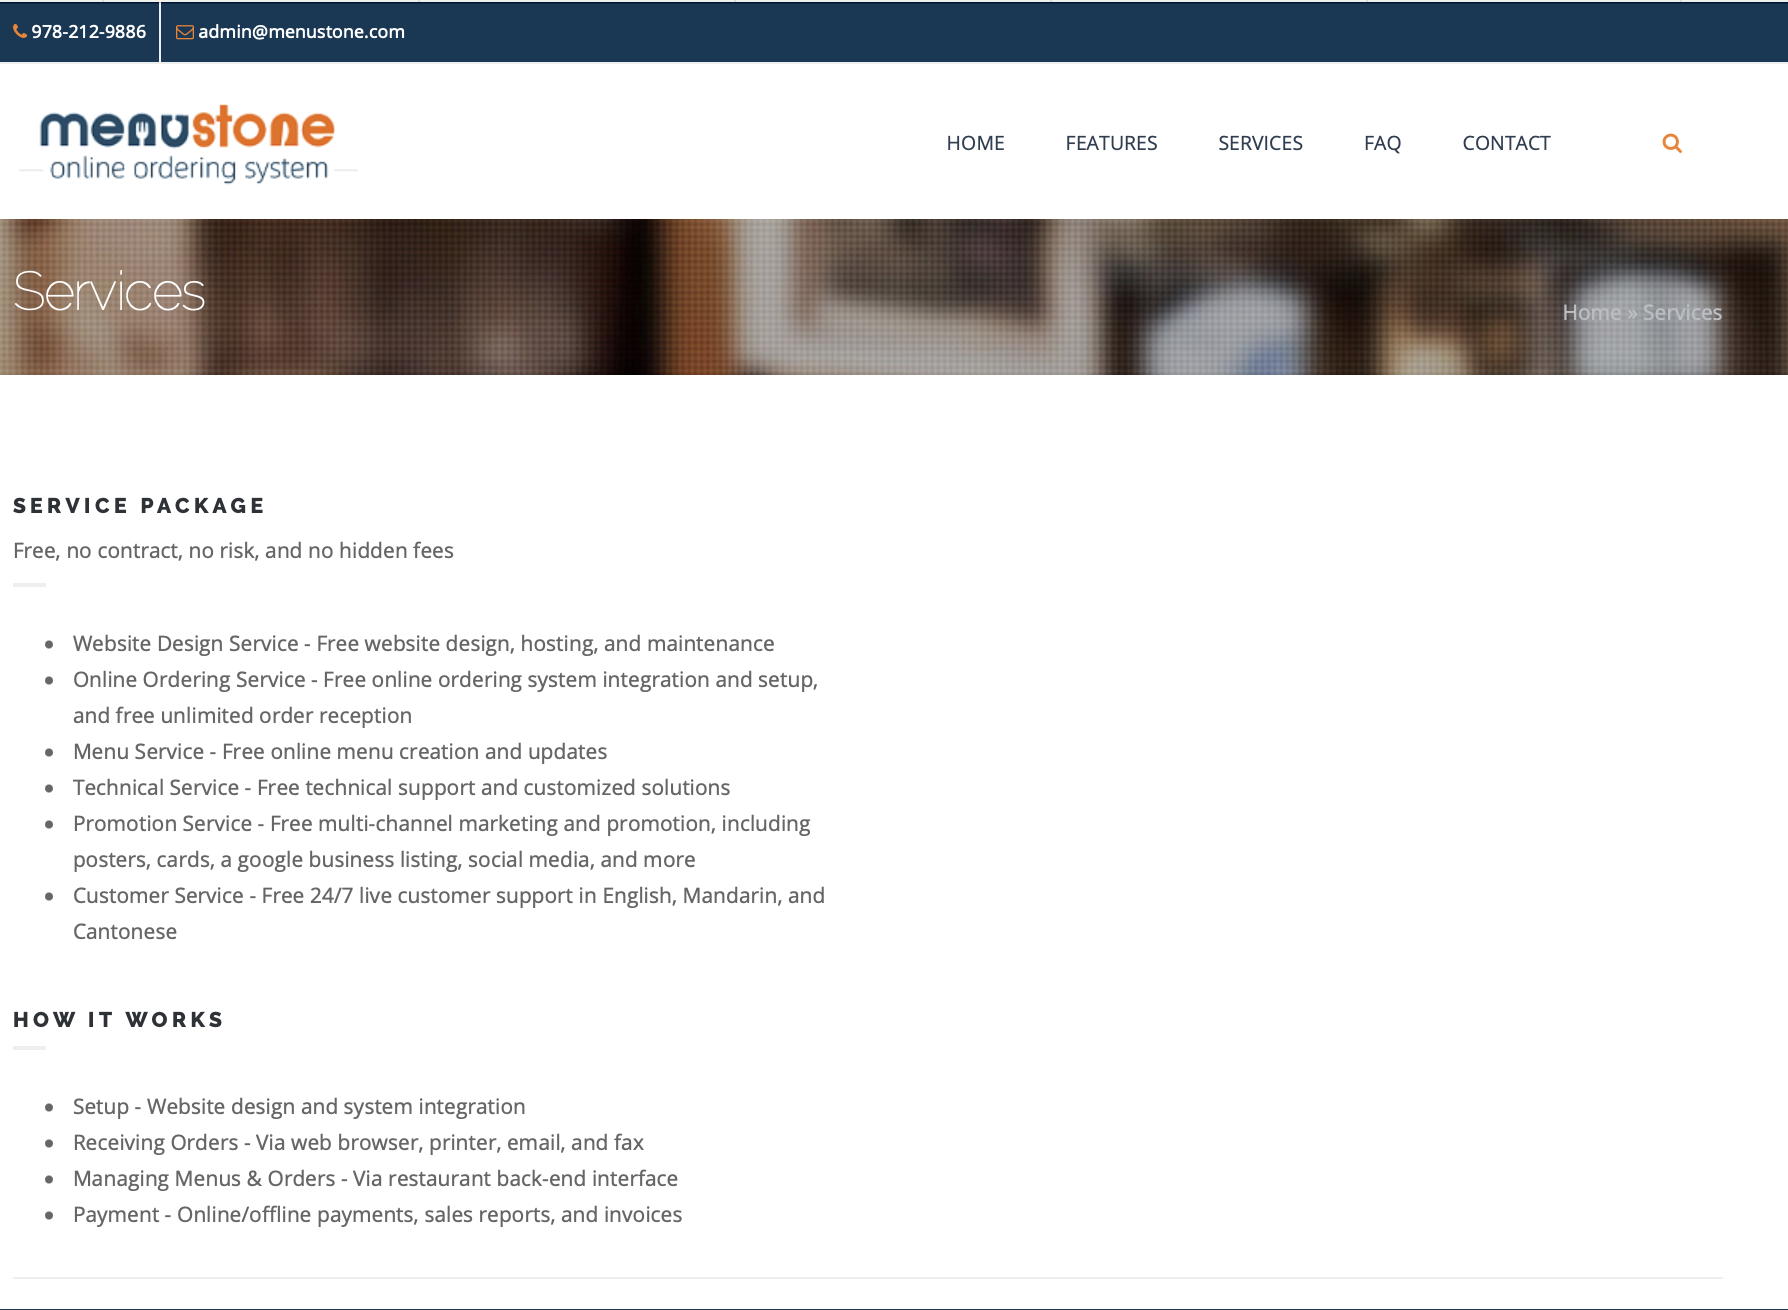 978-212-9886
admin@menustone.com
menustone
online ordering system
HOME
FEATURES
SERVICES
FAQ
CONTACT
Services
Home » Services
SERVICE PACKAGE
Free, no contract, no risk, and no hidden fees
• Website Design Service - Free website design, hosting, and maintenance
• Online Ordering Service - Free online ordering system integration and setup,
and free unlimited order reception
• Menu Service - Free online menu creation and updates
• Technical Service - Free technical support and customized solutions
• Promotion Service - Free multi-channel marketing and promotion, including
posters, cards, a google business listing, social media, and more
• Customer Service - Free 24/7 live customer support in English, Mandarin, and
Cantonese
HOW IT WORKS
• Setup - Website design and system integration
• Receiving Orders - Via web browser, printer, email, and fax
• Managing Menus & Orders - Via restaurant back-end interface
• Payment - Online/offline payments, sales reports, and invoices